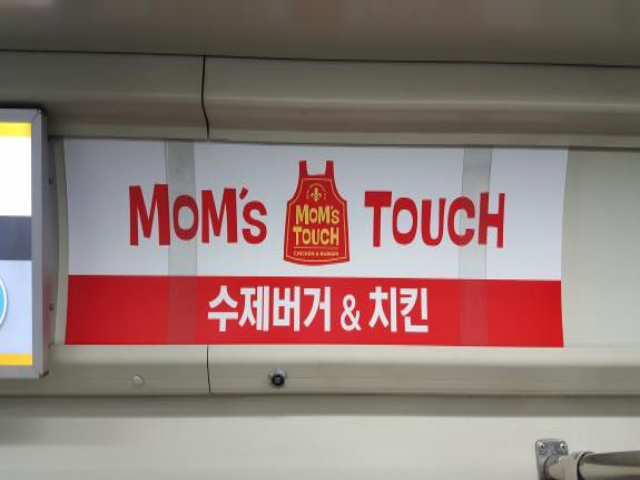 MOM's TOUCH
MOM's
TOUCH
CHICKEN & BURGER
수제버거 & 치킨